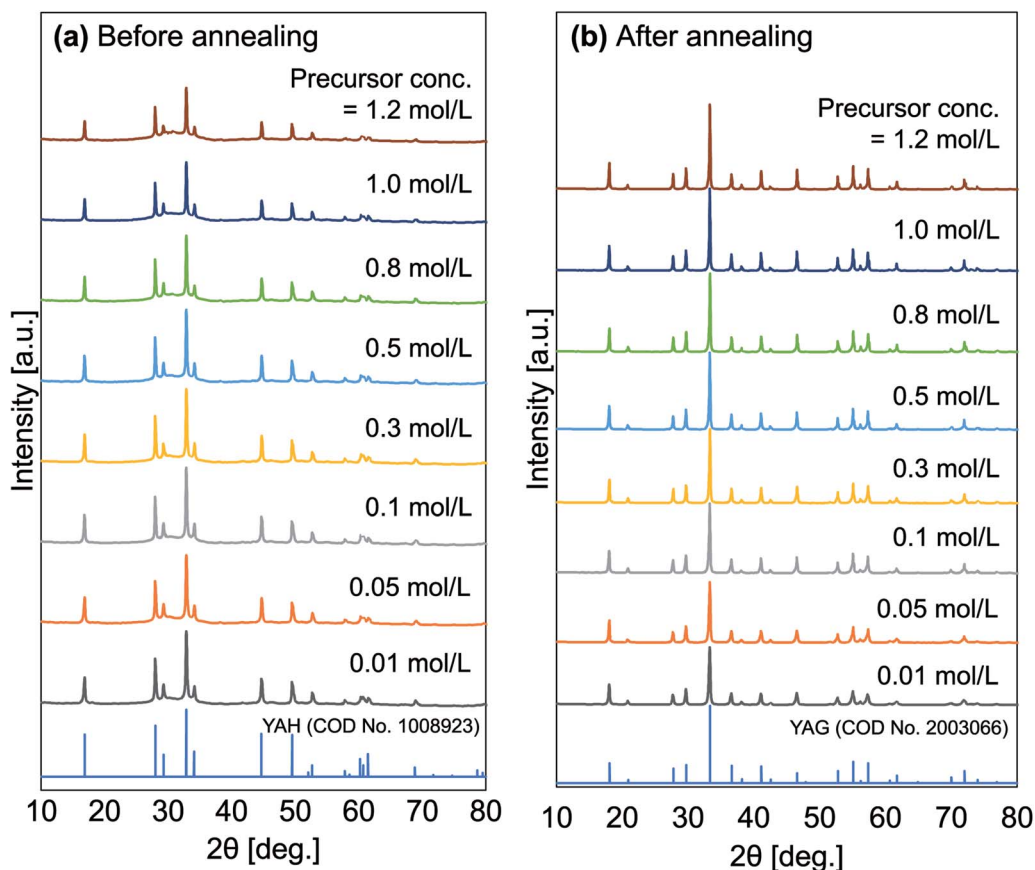 (a) Before annealing
Precursor conc.
= 1.2 mol/L
1.0 mol/L
0.8 mol/L
0.5 mol/L
0.3 mol/L
0.1 mol/L
0.05 mol/L
0.01 mol/L
YAH (COD No. 1008923)
Intensity [a.u.]
10 20 30 40 50 60 70 80
2θ [deg.]
(b) After annealing
Precursor conc.
= 1.2 mol/L
1.0 mol/L
0.8 mol/L
0.5 mol/L
0.3 mol/L
0.1 mol/L
0.05 mol/L
0.01 mol/L
YAG (COD No. 2003066)
Intensity [a.u.]
10 20 30 40 50 60 70 80
2θ [deg.]